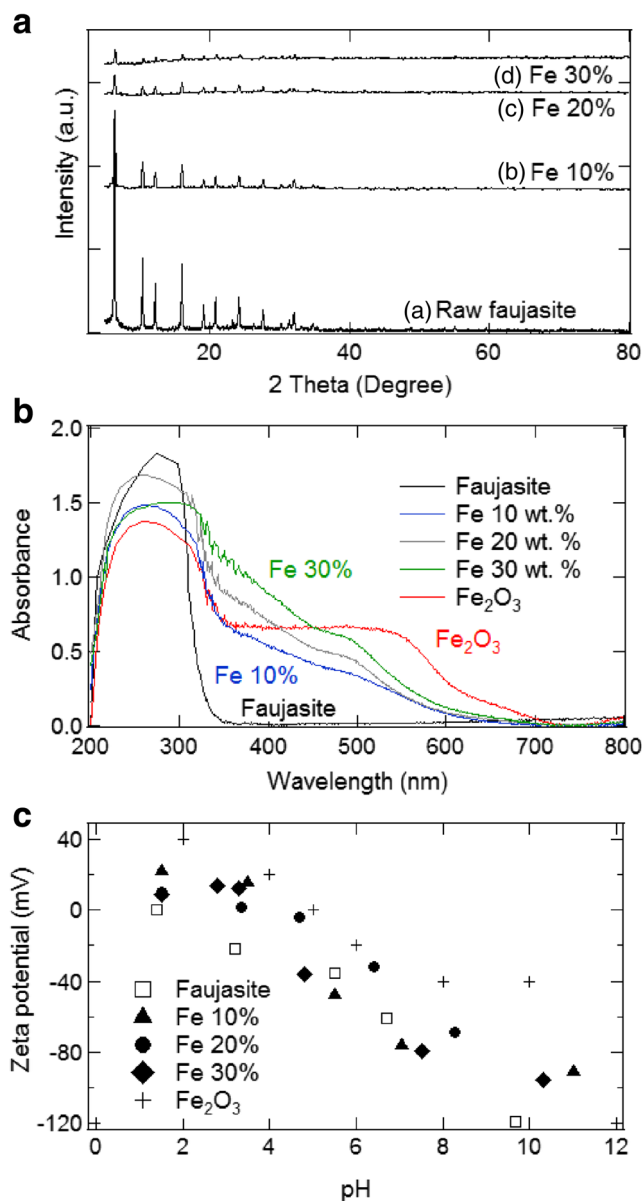 a
Intensity (a.u.)
(d) Fe 30%
(c) Fe 20%
(b) Fe 10%
(a) Raw faujasite
20 40 60 80
2 Theta (Degree)
b
Absorbance
2.0
1.5
1.0
0.5
0.0
Faujasite
Fe 10 wt.%
Fe 20 wt. %
Fe 30 wt. %
Fe₂O₃
Fe 30%
Fe₂O₃
Fe 10%
Faujasite
200 300 400 500 600 700 800
Wavelength (nm)
c
Zeta potential (mV)
40
0
-40
-80
-120
Faujasite
Fe 10%
Fe 20%
Fe 30%
Fe₂O₃
0 2 4 6 8 10 12
pH